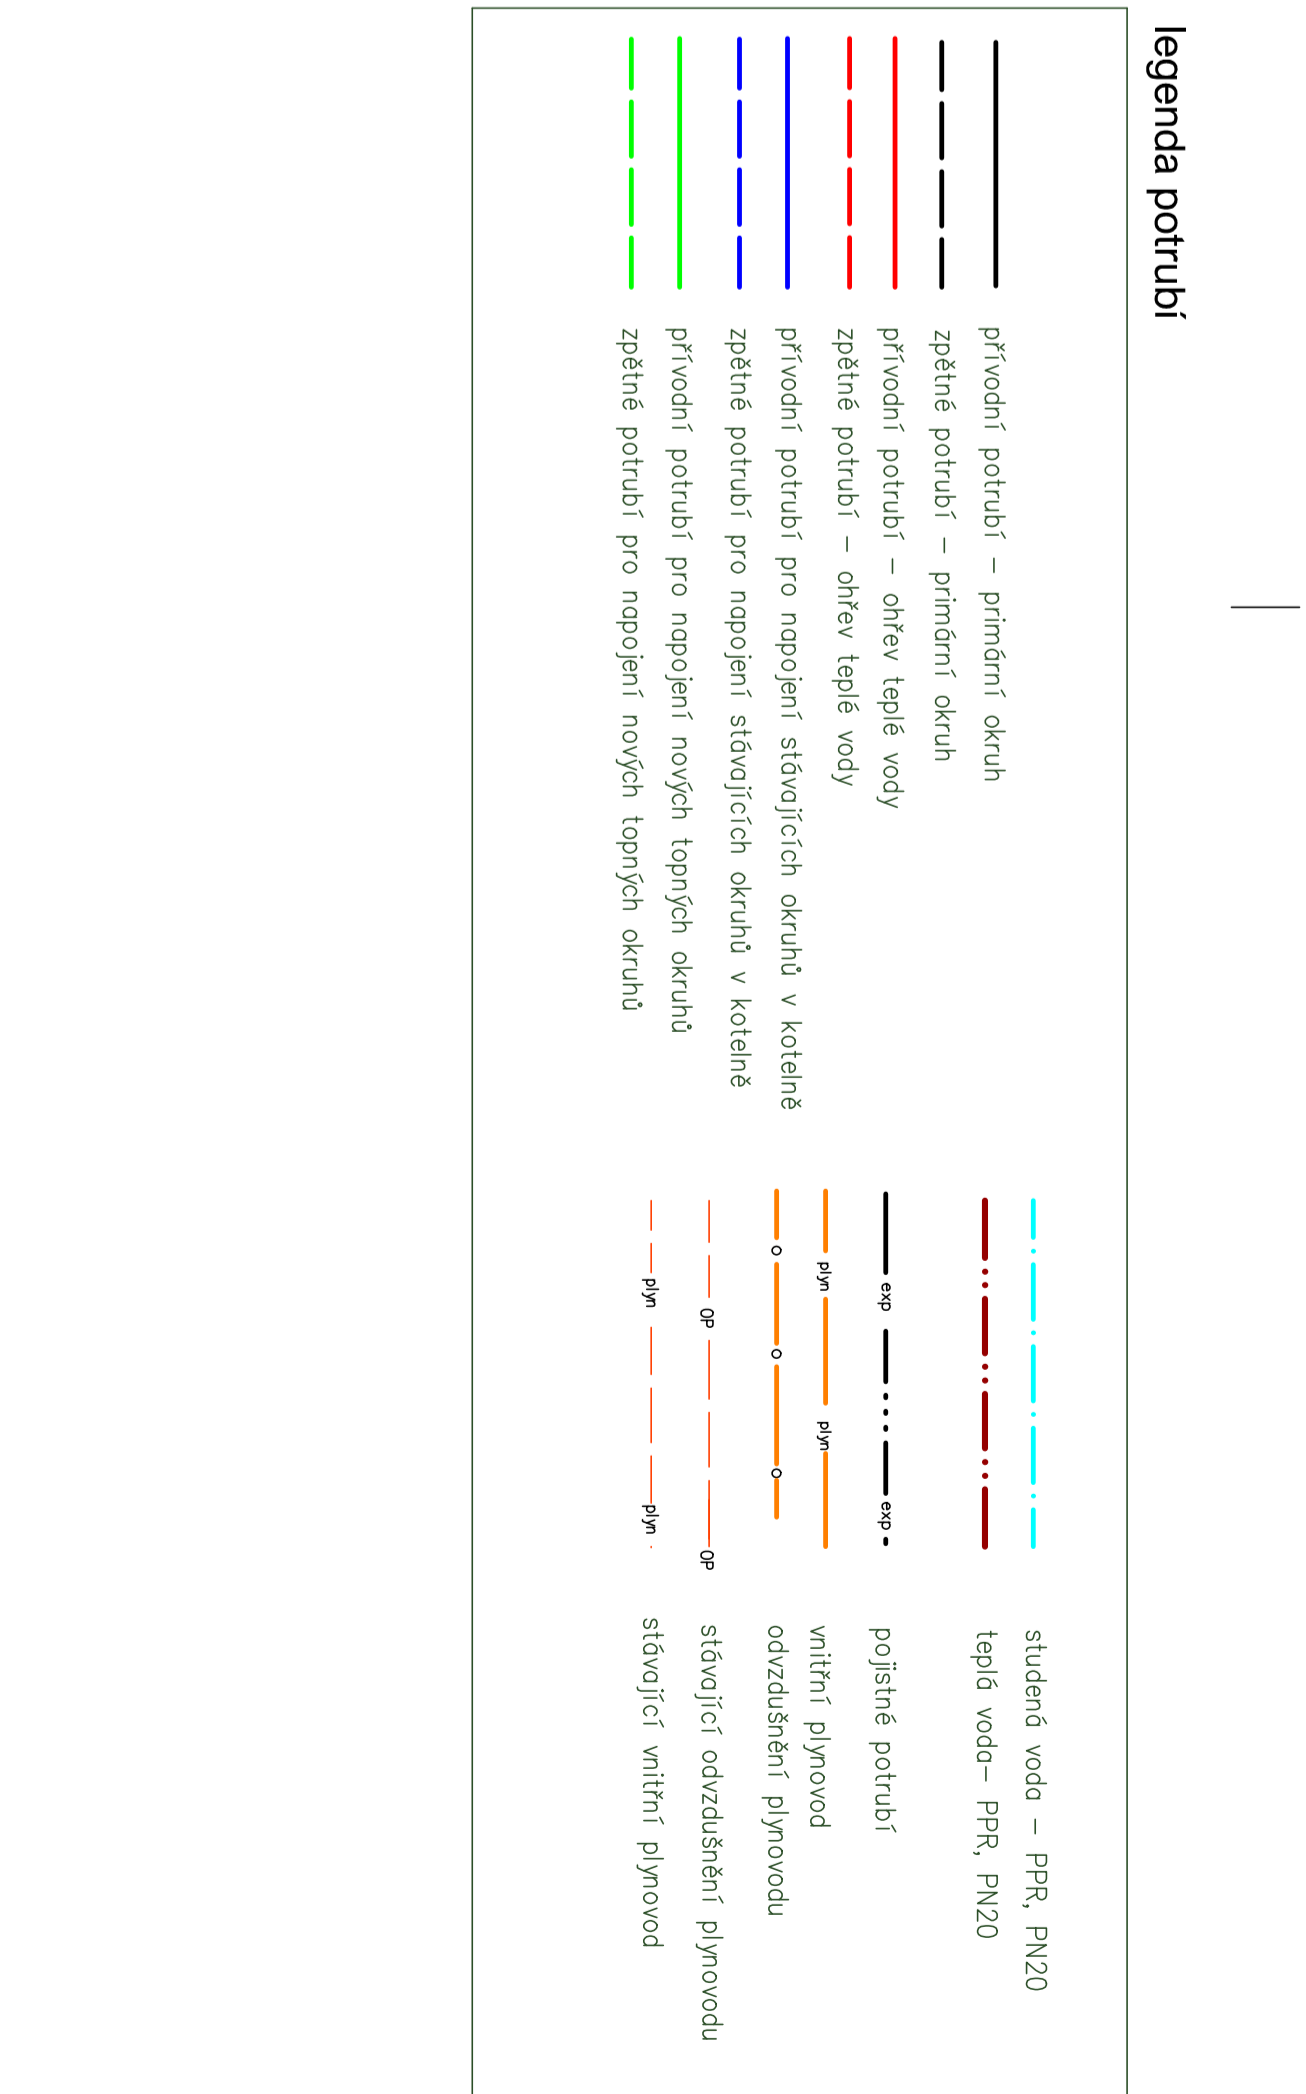 legenda potrubí
přívodní potrubí – primární okruh
zpětné potrubí – primární okruh
přívodní potrubí – ohřev teplé vody
zpětné potrubí – ohřev teplé vody
přívodní potrubí pro napojení stávajících okruhů v kotelně
zpětné potrubí pro napojení stávajících okruhů v kotelně
přívodní potrubí pro napojení nových topných okruhů
zpětné potrubí pro napojení nových topných okruhů
studená voda – PPR, PN20
teplá voda– PPR, PN20
exp exp pojistné potrubí
plyn plyn vnitřní plynovod
odvzdušnění plynovodu
OP OP stávající odvzdušnění plynovodu
plyn plyn stávající vnitřní plynovod